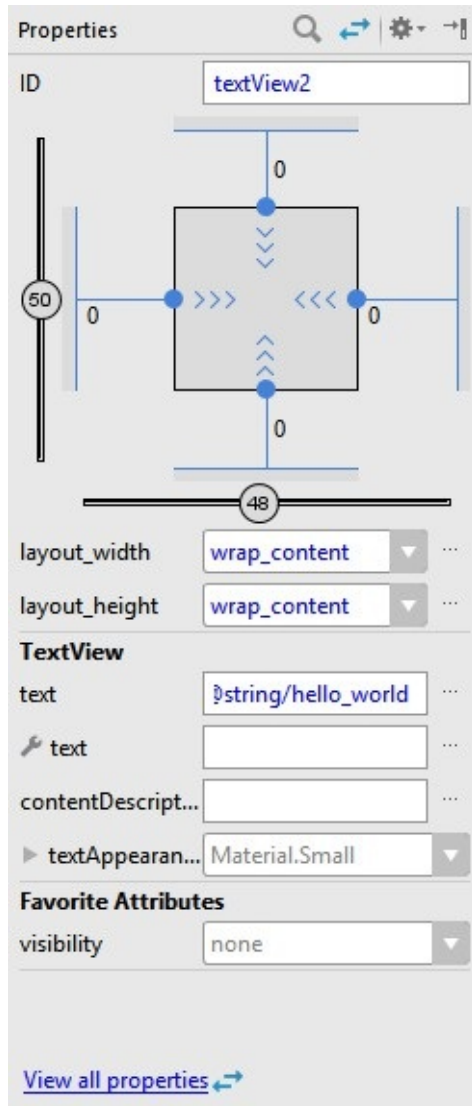 Properties
ID textView2
0
50 0 0
0
48
layout_width wrap_content ...
layout_height wrap_content ...
TextView
text @string/hello_world ...
text ...
contentDescript... ...
textAppearan... Material.Small
Favorite Attributes
visibility none
View all properties